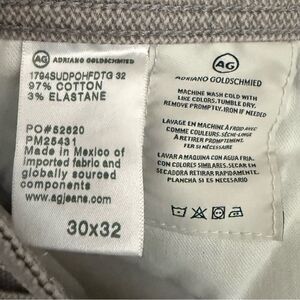 AG ADRIANO GOLDSCHMIED
1794SUDPOHFDTG 32
97% COTTON
3% ELASTANE
PO#52620
PM25431
Made in Mexico of
imported fabric and
globally sourced
components
www.agjeans.com
30x32
AG
ADRIANO GOLDSCHMIED
MACHINE WASH COLD WITH
LIKE COLORS. TUMBLE DRY.
REMOVE PROMPTLY. IRON IF NEEDED
LAVAGE EN MACHINE À FROID AVEC
COMME COULEURS. SÈCHE-LINGE
À RETIRER PROMPTEMENT.
FER SI NÉCESSAIRE
LAVAR A MAQUINA CON AGUA FRIA.
CON COLORES SIMILARES. SECAR EN
SECADORA RETIRAR RAPIDAMENTE.
PLANCHA SI ES NECESARIO